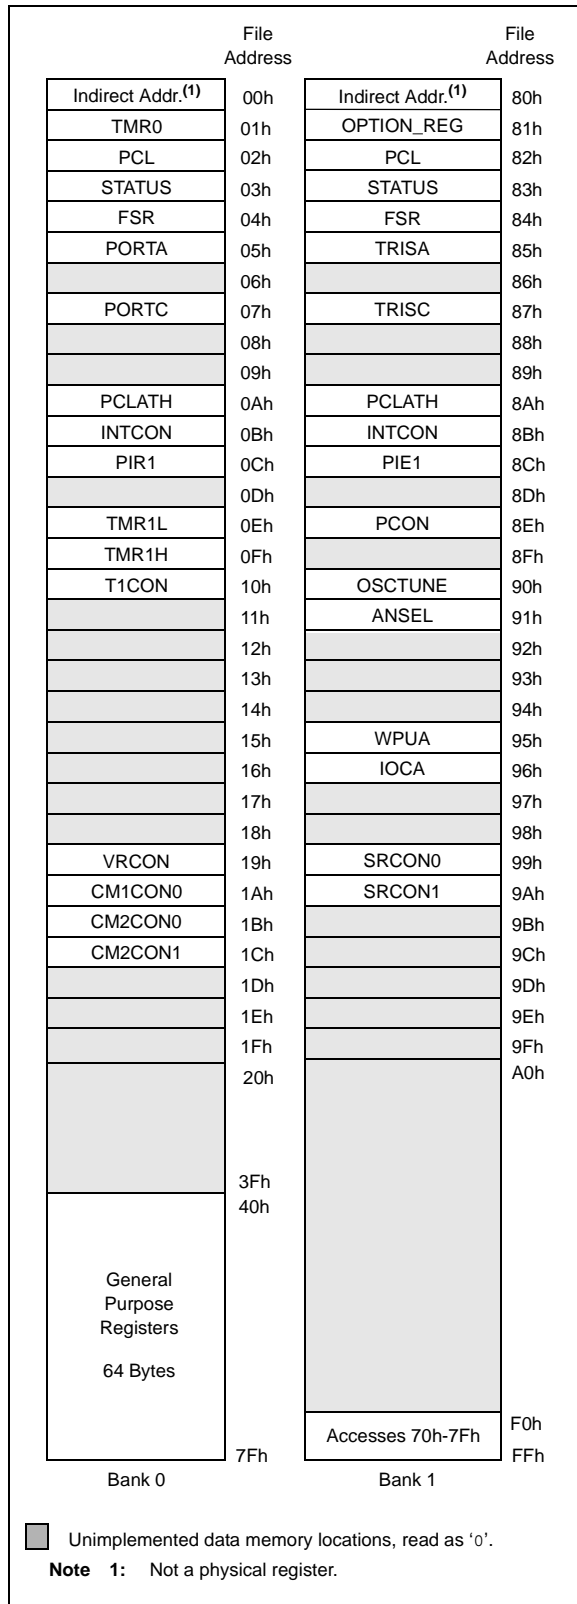 File Address File Address
Indirect Addr.(1) 00h Indirect Addr.(1) 80h
TMR0 01h OPTION_REG 81h
PCL 02h PCL 82h
STATUS 03h STATUS 83h
FSR 04h FSR 84h
PORTA 05h TRISA 85h
06h 86h
PORTC 07h TRISC 87h
08h 88h
09h 89h
PCLATH 0Ah PCLATH 8Ah
INTCON 0Bh INTCON 8Bh
PIR1 0Ch PIE1 8Ch
0Dh 8Dh
TMR1L 0Eh PCON 8Eh
TMR1H 0Fh 8Fh
T1CON 10h OSCTUNE 90h
11h ANSEL 91h
12h 92h
13h 93h
14h 94h
15h WPUA 95h
16h IOCA 96h
17h 97h
18h 98h
VRCON 19h SRCON0 99h
CM1CON0 1Ah SRCON1 9Ah
CM2CON0 1Bh 9Bh
CM2CON1 1Ch 9Ch
1Dh 9Dh
1Eh 9Eh
1Fh 9Fh
20h A0h
3Fh
40h
General
Purpose
Registers
64 Bytes
Accesses 70h-7Fh F0h
7Fh FFh
Bank 0 Bank 1
Unimplemented data memory locations, read as ‘0’.
Note 1: Not a physical register.